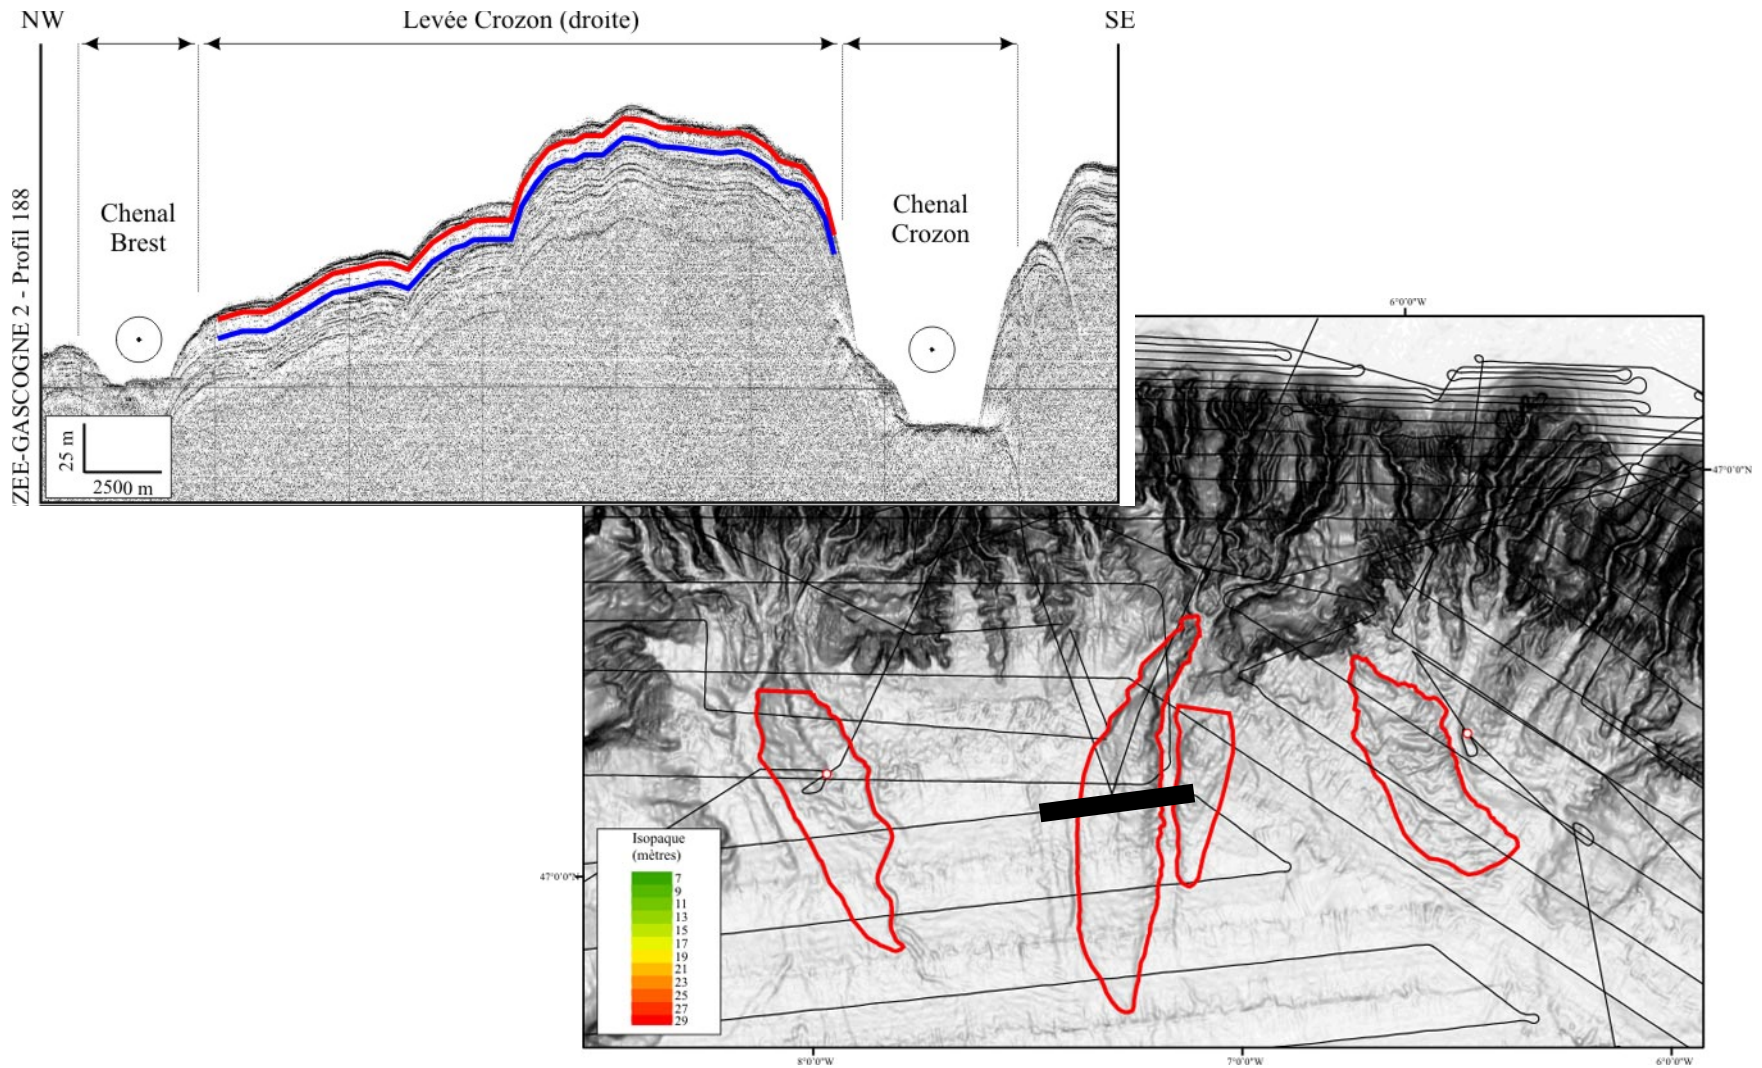 NW
Levée Crozon (droite)
SE
ZEE-GASCOGNE 2 - Profil 188
Chenal
Brest
Chenal
Crozon
25 m
2500 m
6°0'0"W
47°0'0"N
Isopaque
(mètres)
7
9
11
13
15
17
19
21
23
25
27
29
47°0'0"N
8°0'0"W
7°0'0"W
6°0'0"W